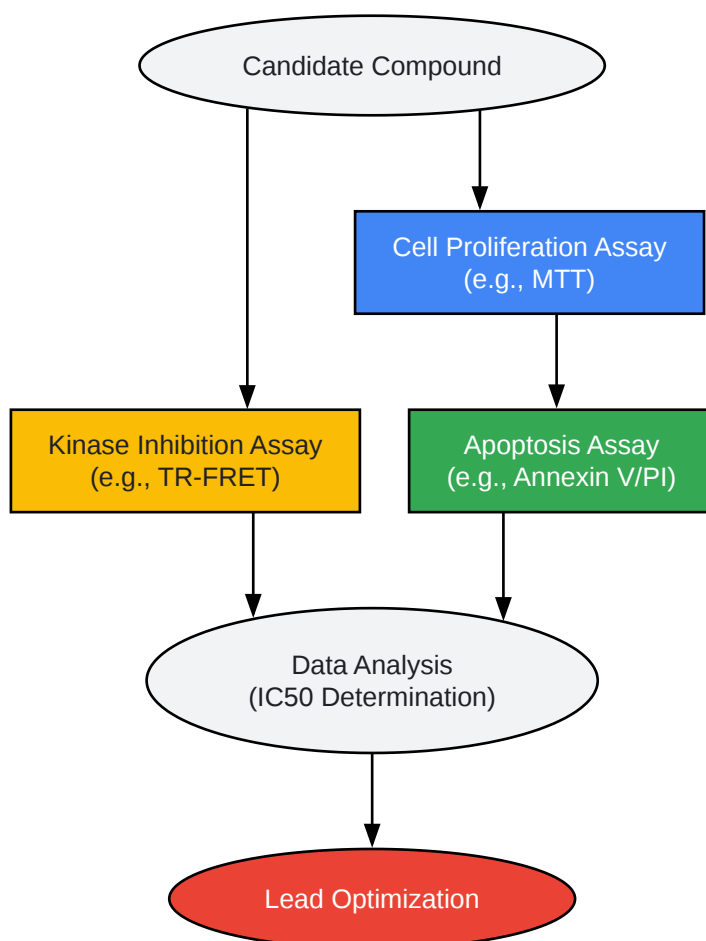 Candidate Compound
Cell Proliferation Assay
(e.g., MTT)
Kinase Inhibition Assay
(e.g., TR-FRET)
Apoptosis Assay
(e.g., Annexin V/PI)
Data Analysis
(IC50 Determination)
Lead Optimization